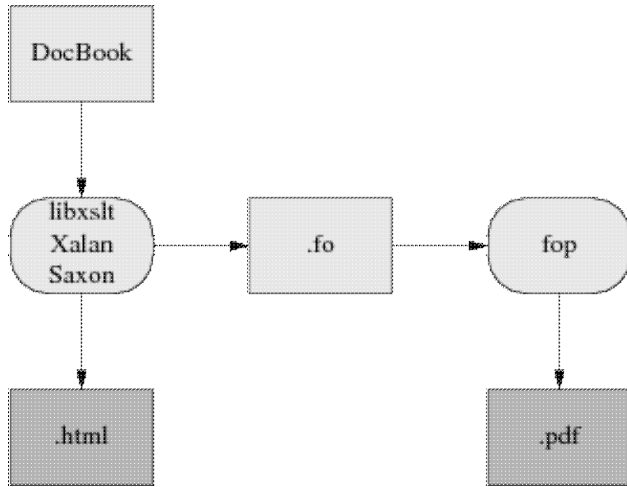 DocBook
libxslt
Xalan
Saxon
.fo
fop
.html
.pdf